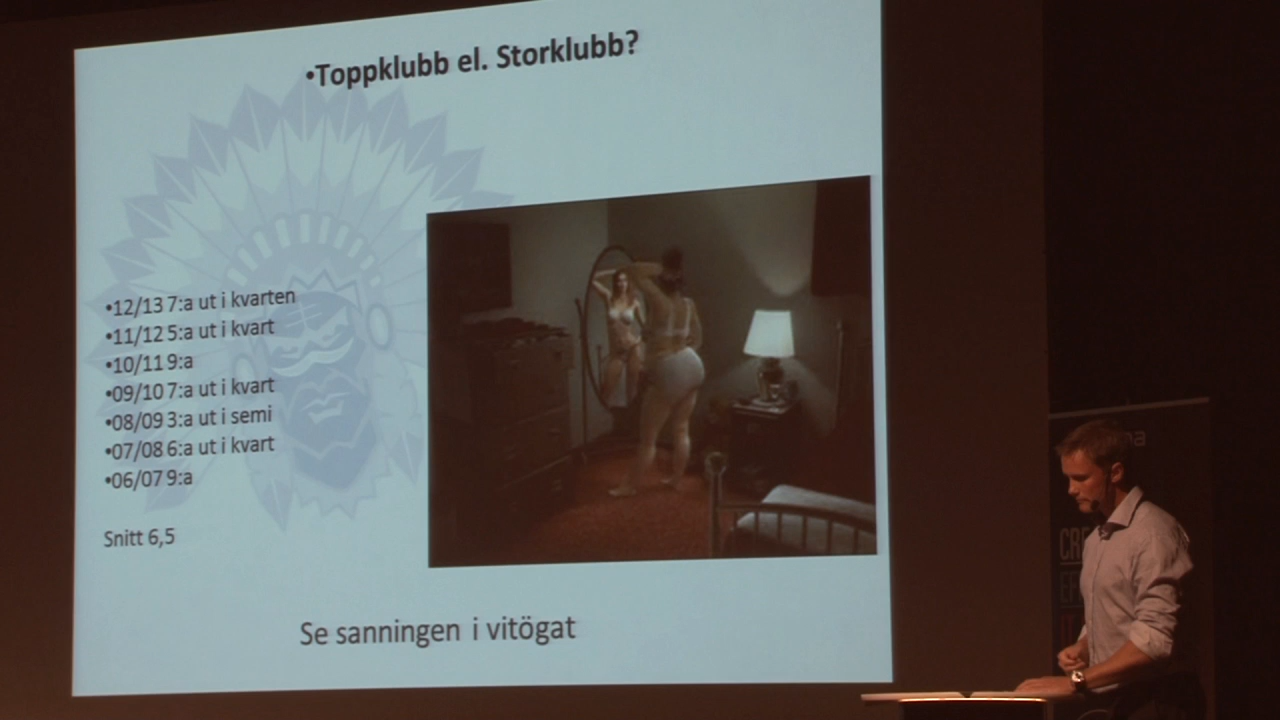 •Toppklubb el. Storklubb?
•12/13 7:a ut i kvarten
•11/12 5:a ut i kvart
•10/11 9:a
•09/10 7:a ut i kvart
•08/09 3:a ut i semi
•07/08 6:a ut i kvart
•06/07 9:a
Snitt 6,5
Se sanningen i vitögat